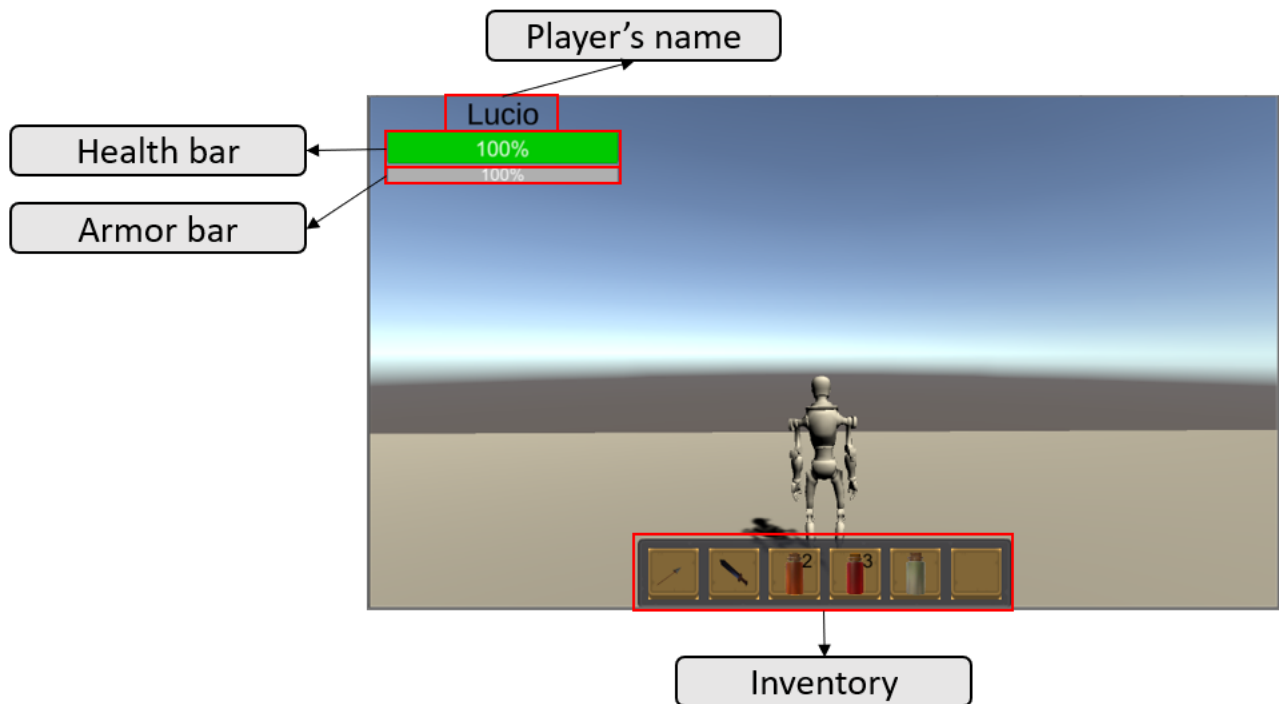 Player's name
Lucio
Health bar
100%
100%
Armor bar
2
3
Inventory